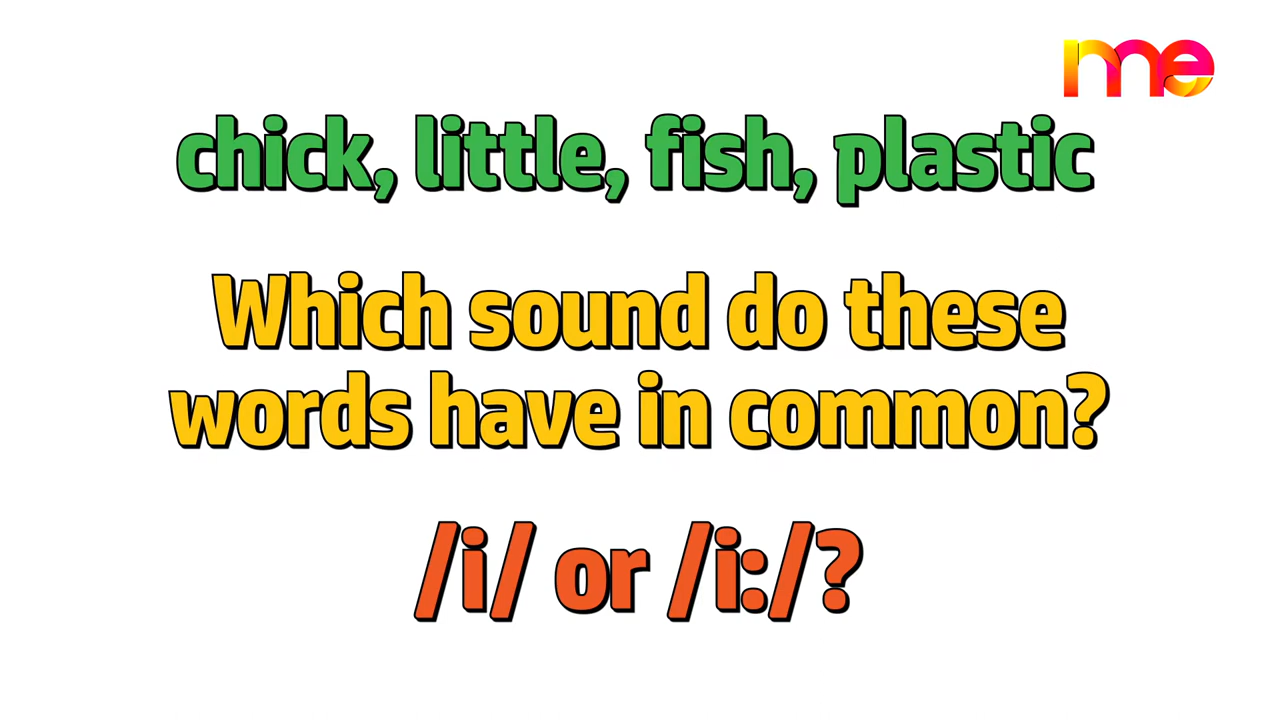 me
chick, little, fish, plastic
Which sound do these
words have in common?
/i/ or /i:/?